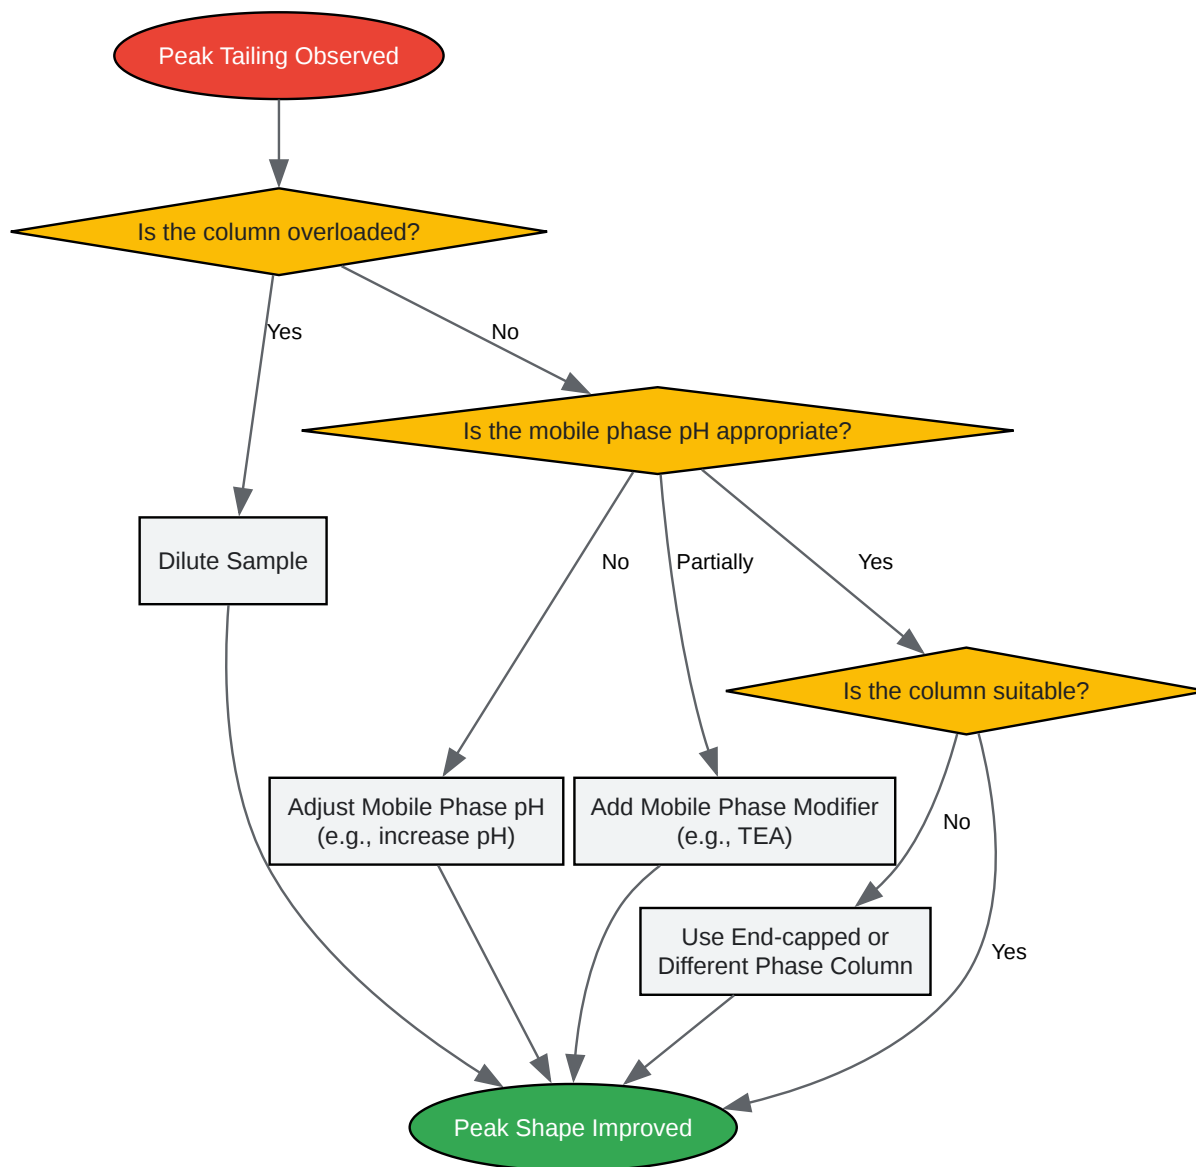 Peak Tailing Observed
Is the column overloaded?
Yes
No
Is the mobile phase pH appropriate?
Dilute Sample
No
Partially
Yes
Is the column suitable?
Adjust Mobile Phase pH
(e.g., increase pH)
Add Mobile Phase Modifier
(e.g., TEA)
No
Use End-capped or
Different Phase Column
Yes
Peak Shape Improved